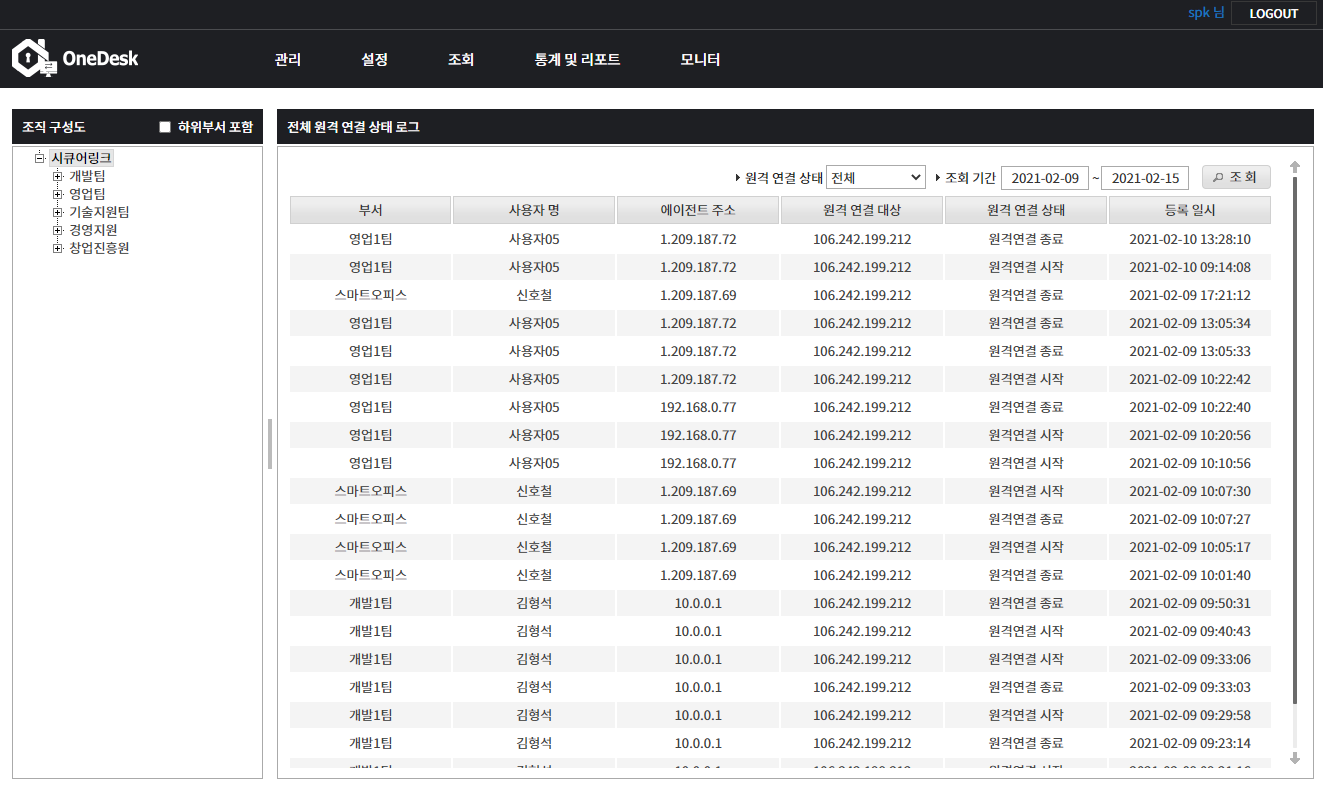 spk 님 LOGOUT
OneDesk 관리 설정 조회 통계 및 리포트 모니터
조직 구성도 하위부서 포함
시큐어링크
개발팀
영업팀
기술지원팀
경영지원
창업진흥원
전체 원격 연결 상태 로그
원격 연결 상태 전체 조회 기간 2021-02-09 ~ 2021-02-15 조 회
부서 사용자 명 에이전트 주소 원격 연결 대상 원격 연결 상태 등록 일시
영업1팀 사용자05 1.209.187.72 106.242.199.212 원격연결 종료 2021-02-10 13:28:10
영업1팀 사용자05 1.209.187.72 106.242.199.212 원격연결 시작 2021-02-10 09:14:08
스마트오피스 신호철 1.209.187.69 106.242.199.212 원격연결 종료 2021-02-09 17:21:12
영업1팀 사용자05 1.209.187.72 106.242.199.212 원격연결 종료 2021-02-09 13:05:34
영업1팀 사용자05 1.209.187.72 106.242.199.212 원격연결 종료 2021-02-09 13:05:33
영업1팀 사용자05 1.209.187.72 106.242.199.212 원격연결 시작 2021-02-09 10:22:42
영업1팀 사용자05 192.168.0.77 106.242.199.212 원격연결 종료 2021-02-09 10:22:40
영업1팀 사용자05 192.168.0.77 106.242.199.212 원격연결 시작 2021-02-09 10:20:56
영업1팀 사용자05 192.168.0.77 106.242.199.212 원격연결 시작 2021-02-09 10:10:56
스마트오피스 신호철 1.209.187.69 106.242.199.212 원격연결 시작 2021-02-09 10:07:30
스마트오피스 신호철 1.209.187.69 106.242.199.212 원격연결 종료 2021-02-09 10:07:27
스마트오피스 신호철 1.209.187.69 106.242.199.212 원격연결 시작 2021-02-09 10:05:17
스마트오피스 신호철 1.209.187.69 106.242.199.212 원격연결 종료 2021-02-09 10:01:40
개발1팀 김형석 10.0.0.1 106.242.199.212 원격연결 종료 2021-02-09 09:50:31
개발1팀 김형석 10.0.0.1 106.242.199.212 원격연결 시작 2021-02-09 09:40:43
개발1팀 김형석 10.0.0.1 106.242.199.212 원격연결 시작 2021-02-09 09:33:06
개발1팀 김형석 10.0.0.1 106.242.199.212 원격연결 종료 2021-02-09 09:33:03
개발1팀 김형석 10.0.0.1 106.242.199.212 원격연결 시작 2021-02-09 09:29:58
개발1팀 김형석 10.0.0.1 106.242.199.212 원격연결 종료 2021-02-09 09:23:14